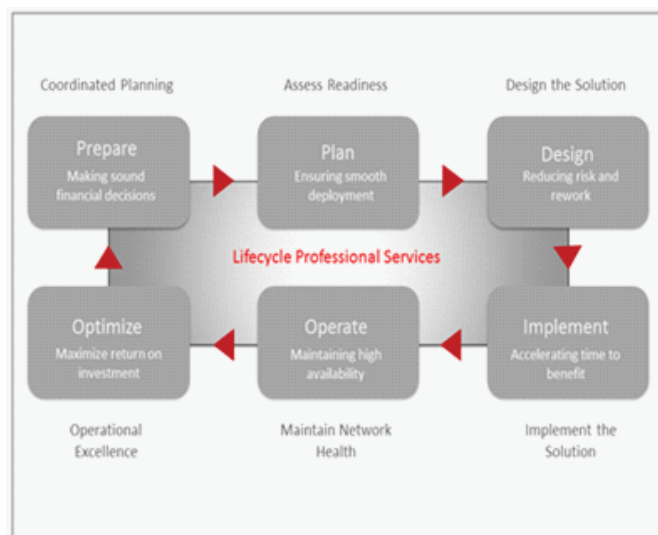 Coordinated Planning
Assess Readiness
Design the Solution
Prepare
Making sound
financial decisions
Plan
Ensuring smooth
deployment
Design
Reducing risk and
rework
Lifecycle Professional Services
Optimize
Maximize return on
investment
Operate
Maintaining high
availability
Implement
Accelerating time to
benefit
Operational
Excellence
Maintain Network
Health
Implement the
Solution